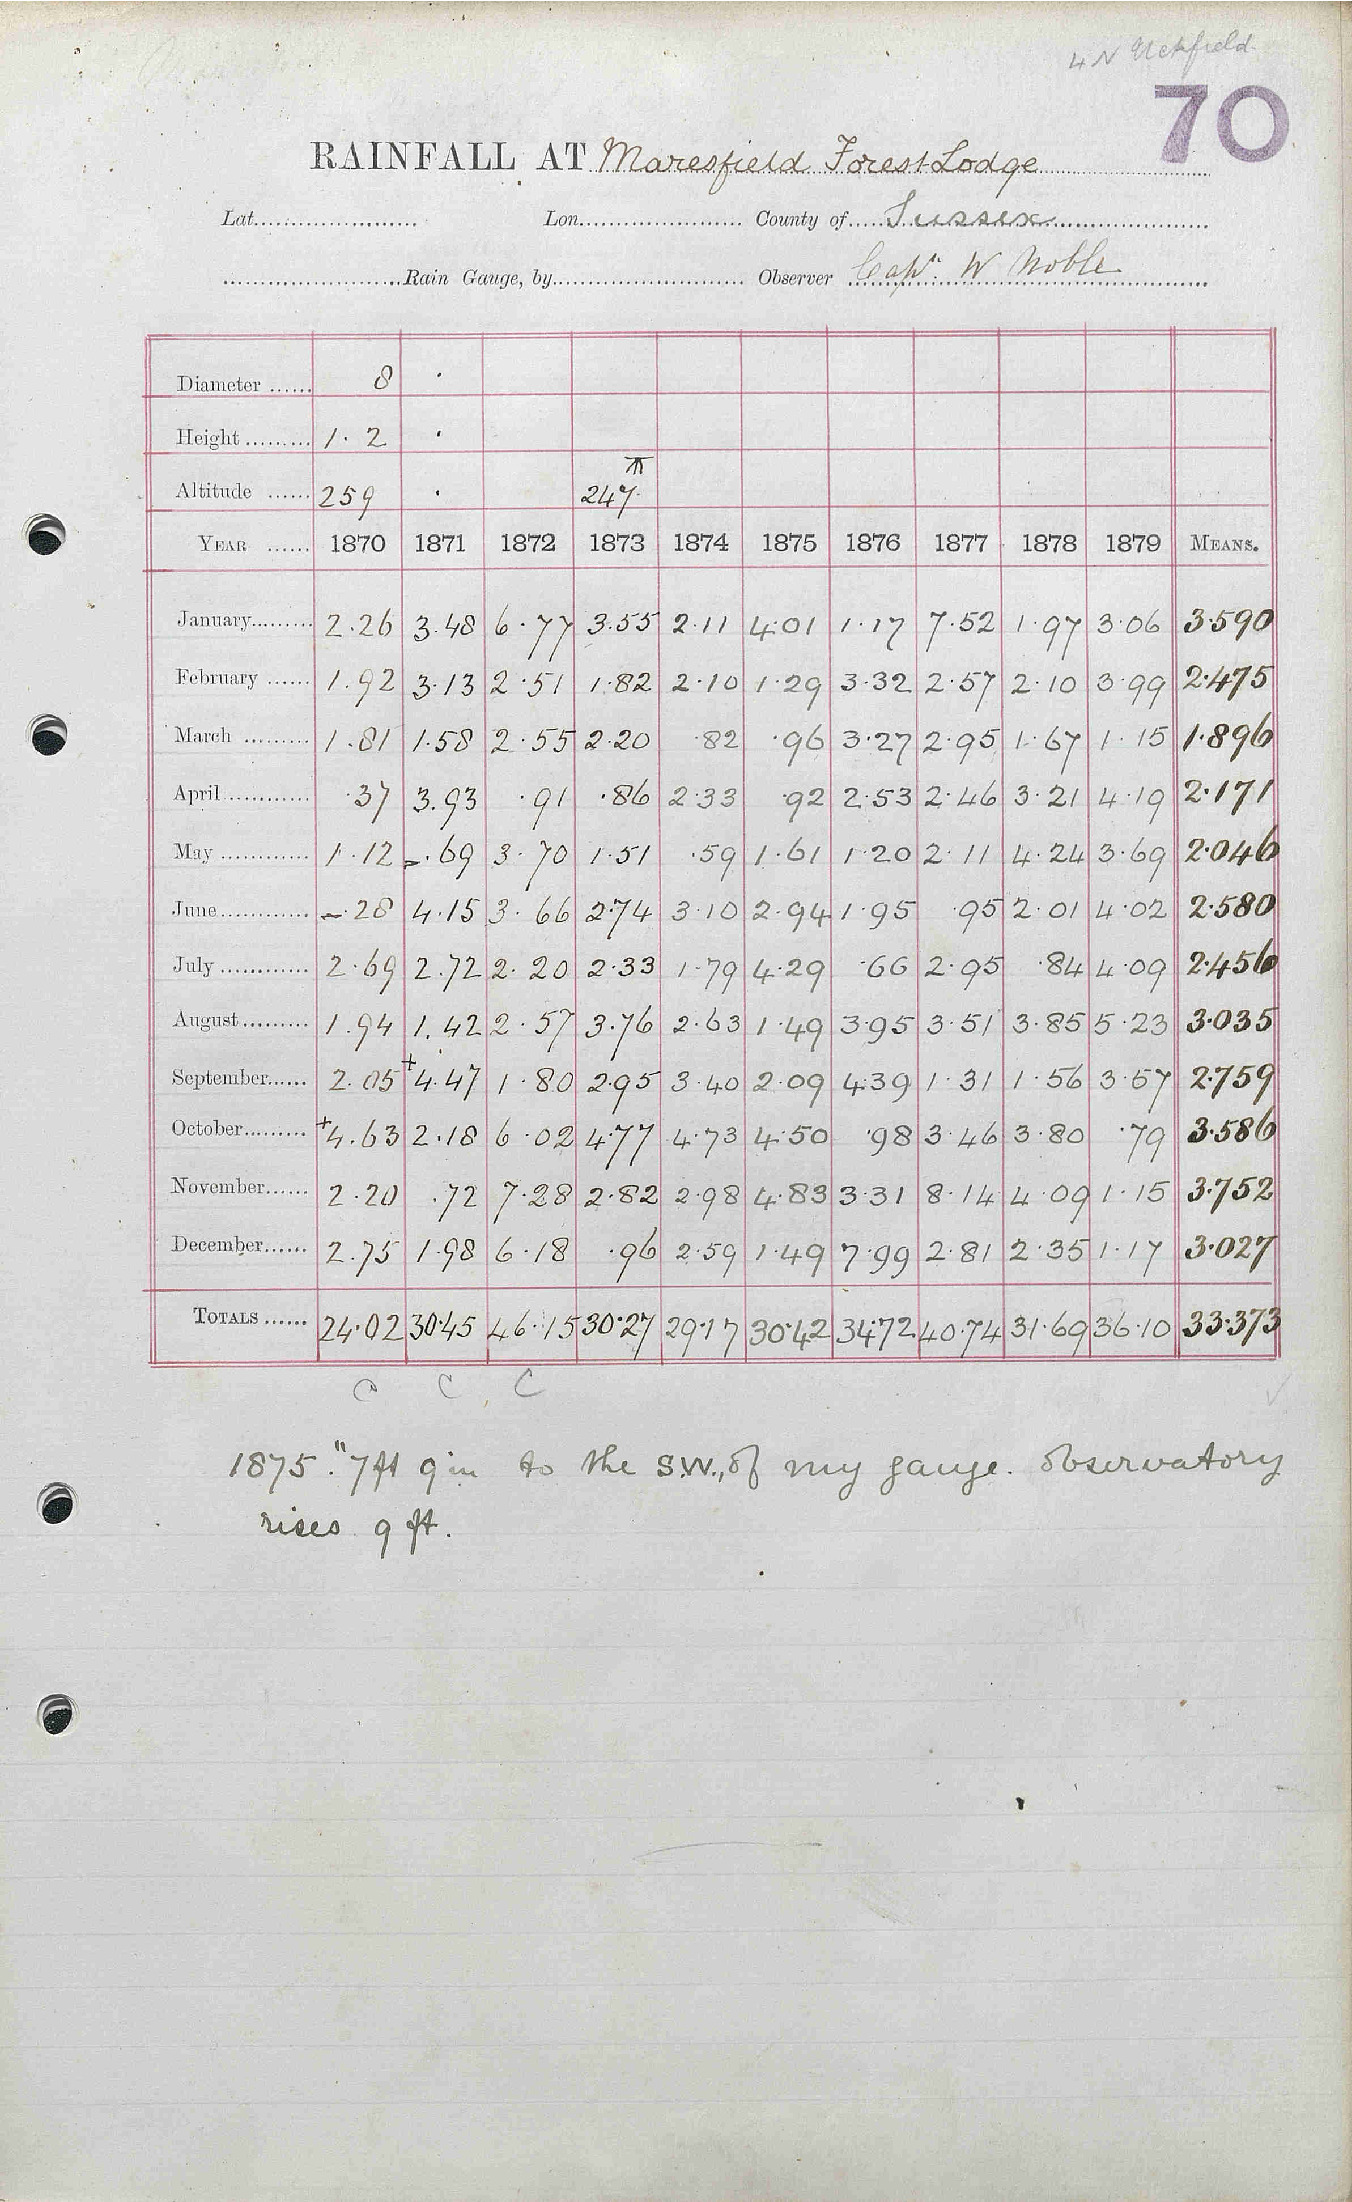 4 N Uckfield
70
RAINFALL AT Maresfield Forest Lodge
Lat. Lon. County of Sussex
Rain Gauge, by Observer Capt. W Noble
Diameter 8 ·
Height 1.2 ·
Altitude 259 · 247
YEAR 1870 1871 1872 1873 1874 1875 1876 1877 1878 1879 MEANS.
January 2.26 3.48 6.77 3.55 2.11 4.01 1.17 7.52 1.97 3.06 3.590
February 1.92 3.13 2.51 1.82 2.10 1.29 3.32 2.57 2.10 3.99 2.475
March 1.81 1.58 2.55 2.20 .82 .96 3.27 2.95 1.67 1.15 1.896
April .37 3.93 .91 .86 2.33 .92 2.53 2.46 3.21 4.19 2.171
May 1.12 -.69 3.70 1.51 .59 1.61 1.20 2.11 4.24 3.69 2.046
June -.28 4.15 3.66 2.74 3.10 2.94 1.95 .95 2.01 4.02 2.580
July 2.69 2.72 2.20 2.33 1.79 4.29 .66 2.95 .84 4.09 2.456
August 1.94 1.42 2.57 3.76 2.63 1.49 3.95 3.51 3.85 5.23 3.035
September 2.05 +4.47 1.80 2.95 3.40 2.09 4.39 1.31 1.56 3.57 2.759
October +4.63 2.18 6.02 4.77 4.73 4.50 .98 3.46 3.80 .79 3.586
November 2.20 .72 7.28 2.82 2.98 4.83 3.31 8.14 4.09 1.15 3.752
December 2.75 1.98 6.18 .96 2.59 1.49 7.99 2.81 2.35 1.17 3.027
TOTALS 24.02 30.45 46.15 30.27 29.17 30.42 34.72 40.74 31.69 36.10 33.373
C C C
1875. "7ft 9in to the S.W., of my gauge. Observatory
rises 9 ft.